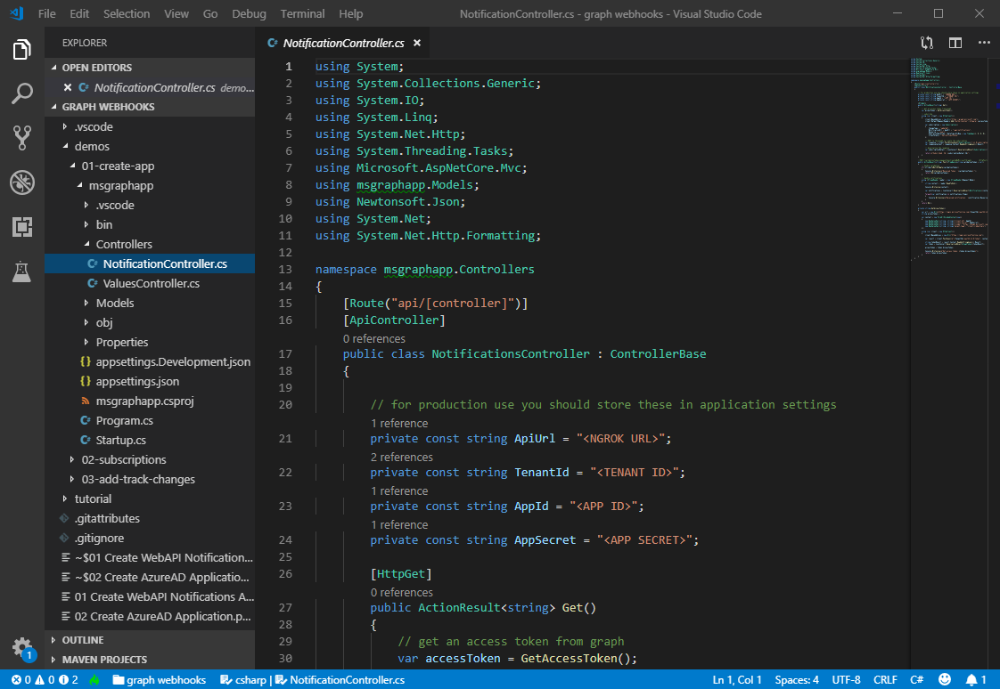 File Edit Selection View Go Debug Terminal Help NotificationController.cs - graph webhooks - Visual Studio Code
EXPLORER
OPEN EDITORS
NotificationController.cs demo...
GRAPH WEBHOOKS
.vscode
demos
01-create-app
msgraphapp
.vscode
bin
Controllers
NotificationController.cs
ValuesController.cs
Models
obj
Properties
{} appsettings.Development.json
{} appsettings.json
msgraphapp.csproj
Program.cs
Startup.cs
02-subscriptions
03-add-track-changes
tutorial
.gitattributes
.gitignore
~$01 Create WebAPI Notification...
~$02 Create AzureAD Applicatio...
01 Create WebAPI Notifications A...
02 Create AzureAD Application.p...
OUTLINE
MAVEN PROJECTS
1
NotificationController.cs
1 using System;
2 using System.Collections.Generic;
3 using System.IO;
4 using System.Linq;
5 using System.Net.Http;
6 using System.Threading.Tasks;
7 using Microsoft.AspNetCore.Mvc;
8 using msgraphapp.Models;
9 using Newtonsoft.Json;
10 using System.Net;
11 using System.Net.Http.Formatting;
12
13 namespace msgraphapp.Controllers
14 {
15 [Route("api/[controller]")]
16 [ApiController]
0 references
17 public class NotificationsController : ControllerBase
18 {
19
20 // for production use you should store these in application settings
1 reference
21 private const string ApiUrl = "<NGROK URL>";
2 references
22 private const string TenantId = "<TENANT ID>";
1 reference
23 private const string AppId = "<APP ID>";
1 reference
24 private const string AppSecret = "<APP SECRET>";
25
26 [HttpGet]
0 references
27 public ActionResult<string> Get()
28 {
29 // get an access token from graph
30 var accessToken = GetAccessToken();
0 0 2 graph webhooks csharp | NotificationController.cs Ln 1, Col 1 Spaces: 4 UTF-8 CRLF C# 1